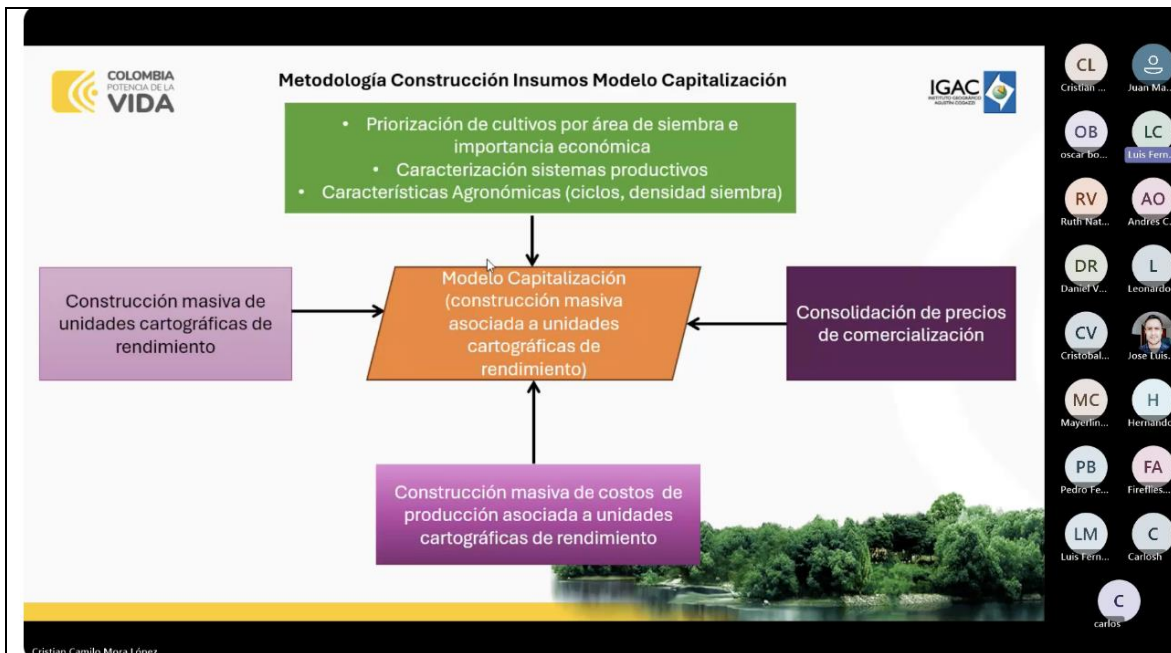 COLOMBIA
POTENCIA DE LA
VIDA
Metodología Construcción Insumos Modelo Capitalización
IGAC
INSTITUTO GEOGRÁFICO
AGUSTÍN CODAZZI
• Priorización de cultivos por área de siembra e
importancia económica
• Caracterización sistemas productivos
• Características Agronómicas (ciclos, densidad siembra)
Construcción masiva de
unidades cartográficas de
rendimiento
Modelo Capitalización
(construcción masiva
asociada a unidades
cartográficas de
rendimiento)
Consolidación de precios
de comercialización
Construcción masiva de costos de
producción asociada a unidades
cartográficas de rendimiento
CL
Cristian ...
Juan Ma...
OB
oscar bo...
LC
Luis Fern...
RV
Ruth Nat...
AO
Andres C...
DR
Daniel V...
L
Leonardo
CV
Cristobal...
Jose Luis...
MC
Mayerlin...
H
Hernando
PB
Pedro Fe...
FA
Fireflies...
LM
Luis Fern...
C
Carlosh
C
carlos
Cristian Camilo Mora López